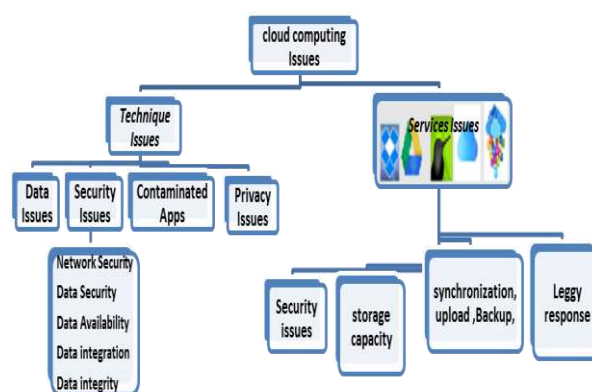 cloud computing
Issues
Technique
Issues
Services Issues
Data
Issues
Security
Issues
Contaminated
Apps
Privacy
Issues
Network Security
Data Security
Data Availability
Data integration
Data integrity
Security
issues
storage
capacity
synchronization,
upload ,Backup,
Leggy
response